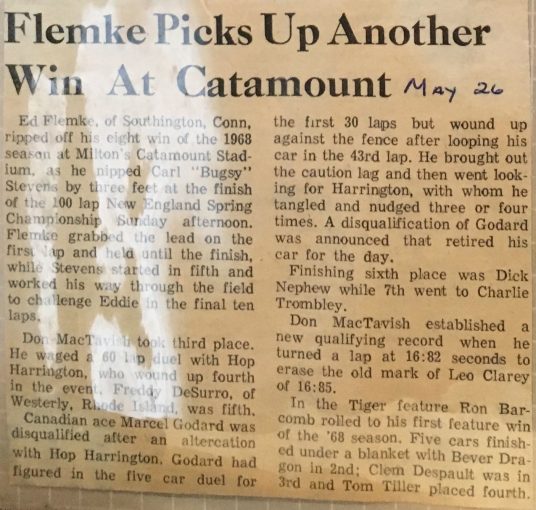 Flemke Picks Up Another
Win At Catamount May 26
Ed Flemke, of Southington, Conn,
ripped off his eight win of the 1968
season at Milton's Catamount Stad-
ium, as he nipped Carl "Bugsy"
Stevens by three feet at the finish
of the 100 lap New England Spring
Championship Sunday afternoon.
Flemke grabbed the lead on the
first lap and held until the finish,
while Stevens started in fifth and
worked his way through the field
to challenge Eddie in the final ten
laps.
Don MacTavish took third place.
He waged a 60 lap duel with Hop
Harrington, who wound up fourth
in the event. Freddy DeSurro, of
Westerly, Rhode Island, was fifth.
Canadian ace Marcel Godard was
disqualified after an altercation
with Hop Harrington. Godard had
figured in the five car duel for
the first 30 laps but wound up
against the fence after looping his
car in the 43rd lap. He brought out
the caution lag and then went look-
ing for Harrington, with whom he
tangled and nudged three or four
times. A disqualification of Godard
was announced that retired his
car for the day.
Finishing sixth place was Dick
Nephew while 7th went to Charlie
Trombley.
Don MacTavish established a
new qualifying record when he
turned a lap at 16:82 seconds to
erase the old mark of Leo Clarey
of 16:85.
In the Tiger feature Ron Bar-
comb rolled to his first feature win
of the '68 season. Five cars finish-
ed under a blanket with Bever Dra-
gon in 2nd; Clem Despault was in
3rd and Tom Tiller placed fourth.